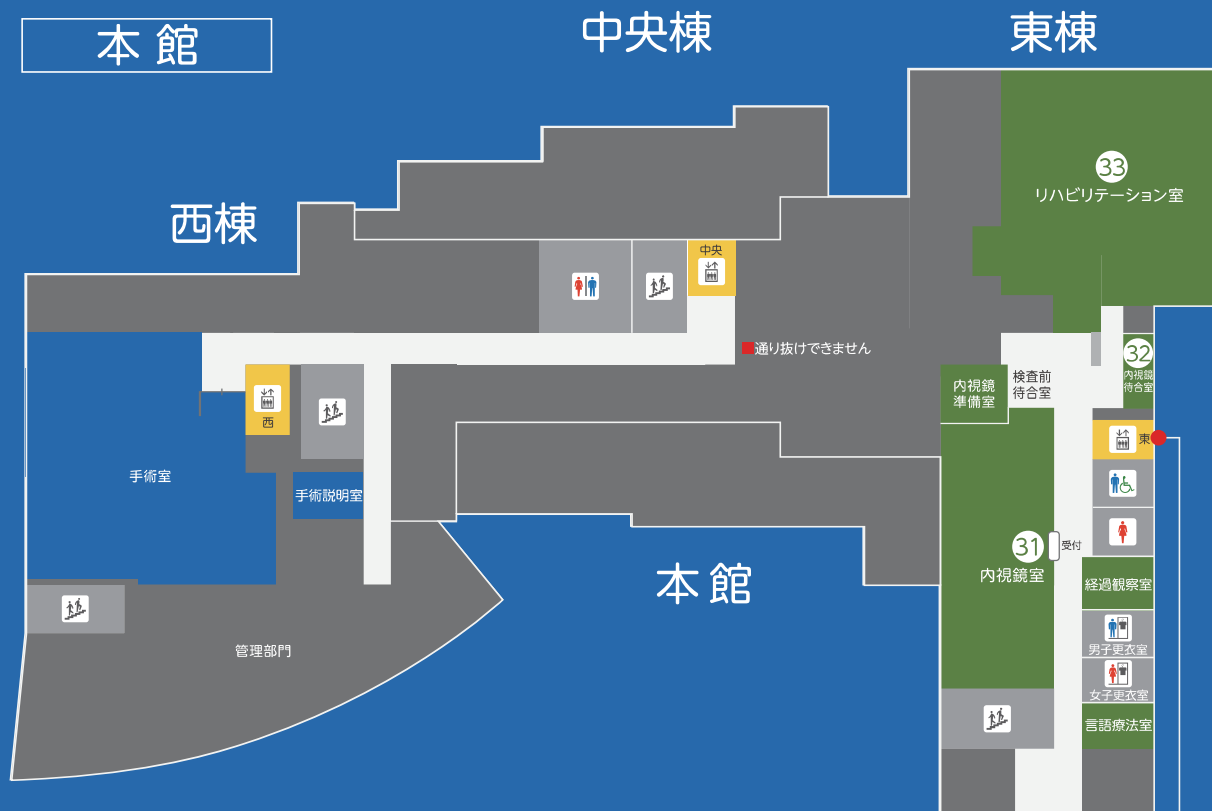 本館
中央棟
東棟
西棟
33
リハビリテーション室
中央
通り抜けできません
32
内視鏡
待合室
検査前
待合室
内視鏡
準備室
西
東
手術室
手術説明室
31
受付
内視鏡室
本館
経過観察室
管理部門
男子更衣室
女子更衣室
言語療法室